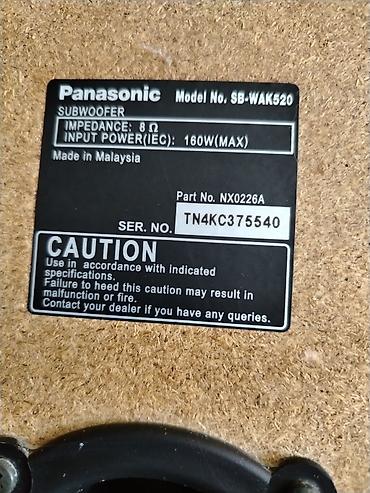 Panasonic Model No. SB-WAK520
SUBWOOFER
IMPEDANCE: 8 Ω
INPUT POWER(IEC): 160W(MAX)
Made in Malaysia
Part No. NX0226A
SER. NO. TN4KC375540
CAUTION
Use in accordance with indicated
specifications.
Failure to heed this caution may result in
malfunction or fire.
Contact your dealer if you have any queries.